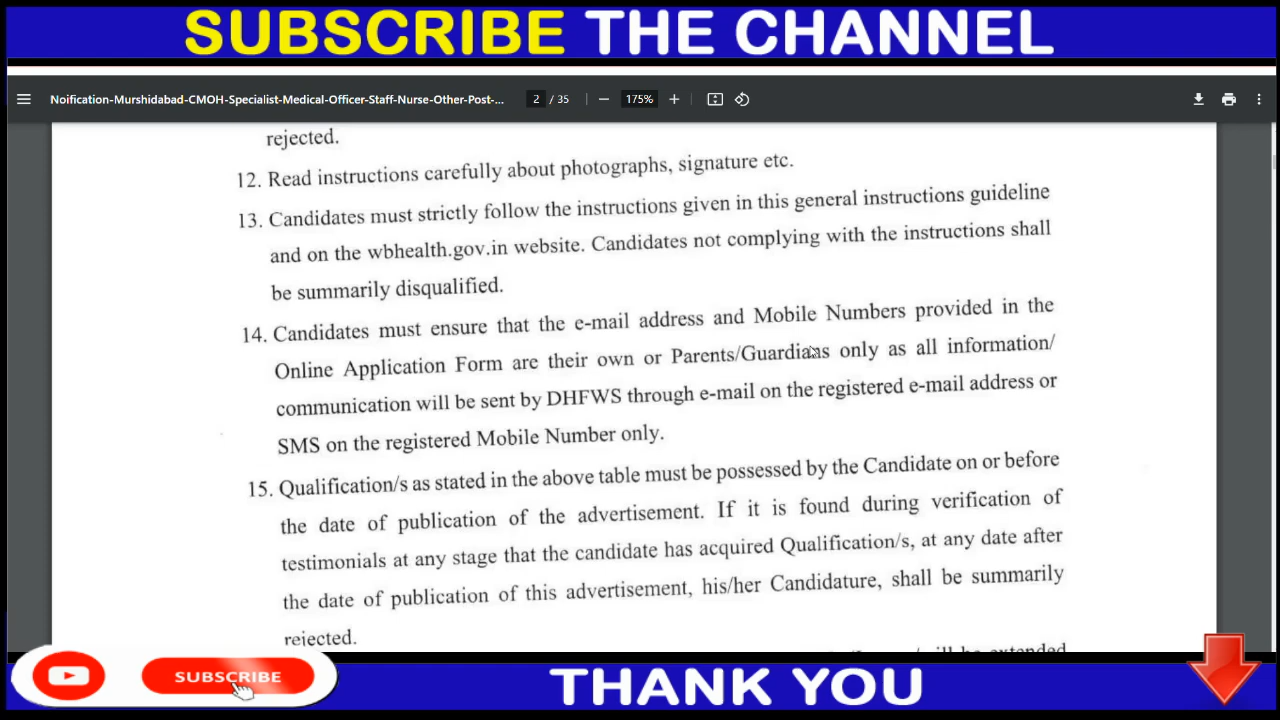 SUBSCRIBE THE CHANNEL
Noification-Murshidabad-CMOH-Specialist-Medical-Officer-Staff-Nurse-Other-Post-... 2 / 35 175%
rejected.
12. Read instructions carefully about photographs, signature etc.
13. Candidates must strictly follow the instructions given in this general instructions guideline
and on the wbhealth.gov.in website. Candidates not complying with the instructions shall
be summarily disqualified.
14. Candidates must ensure that the e-mail address and Mobile Numbers provided in the
Online Application Form are their own or Parents/Guardians only as all information/
communication will be sent by DHFWS through e-mail on the registered e-mail address or
SMS on the registered Mobile Number only.
15. Qualification/s as stated in the above table must be possessed by the Candidate on or before
the date of publication of the advertisement. If it is found during verification of
testimonials at any stage that the candidate has acquired Qualification/s, at any date after
the date of publication of this advertisement, his/her Candidature, shall be summarily
rejected.
will be extended
SUBSCRIBE
THANK YOU